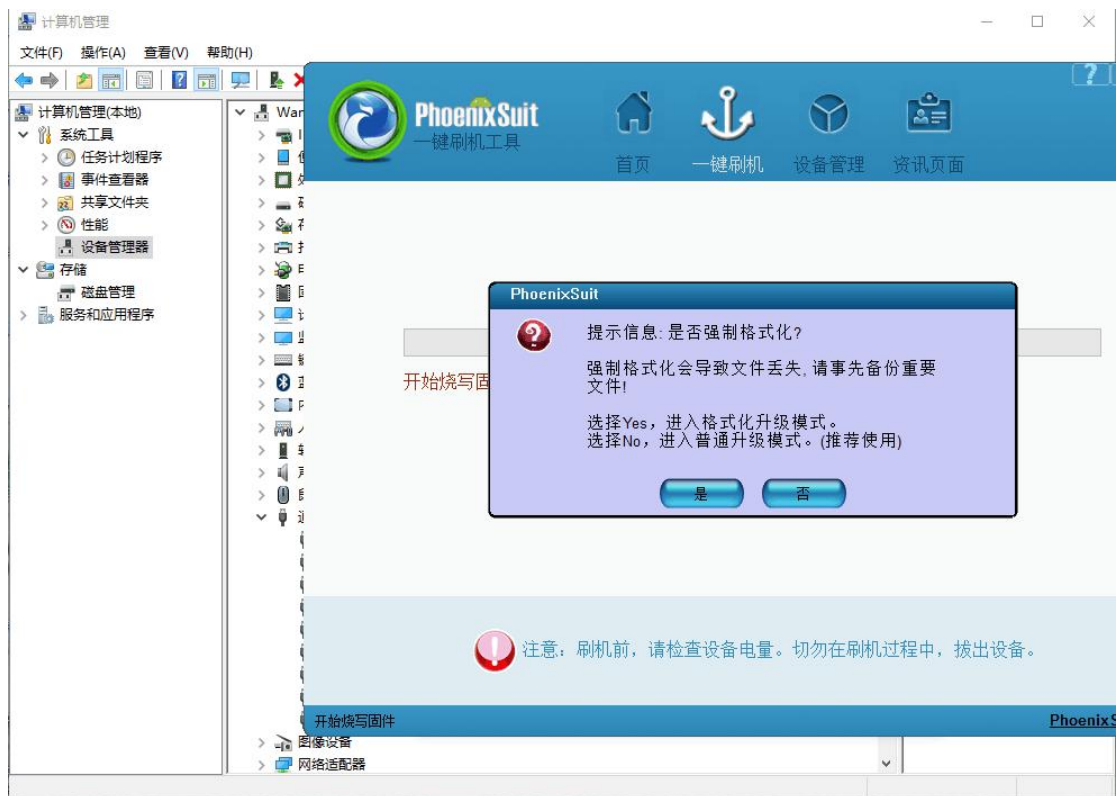 计算机管理
文件(F) 操作(A) 查看(V) 帮助(H)
计算机管理(本地)
系统工具
任务计划程序
事件查看器
共享文件夹
性能
设备管理器
存储
磁盘管理
服务和应用程序
PhoenixSuit
一键刷机工具
首页 一键刷机 设备管理 资讯页面
PhoenixSuit
提示信息: 是否强制格式化?
强制格式化会导致文件丢失, 请事先备份重要
文件!
选择Yes，进入格式化升级模式。
选择No，进入普通升级模式。(推荐使用)
是 否
开始烧写固
注意：刷机前，请检查设备电量。切勿在刷机过程中，拔出设备。
开始烧写固件
PhoenixS
图像设备
网络适配器